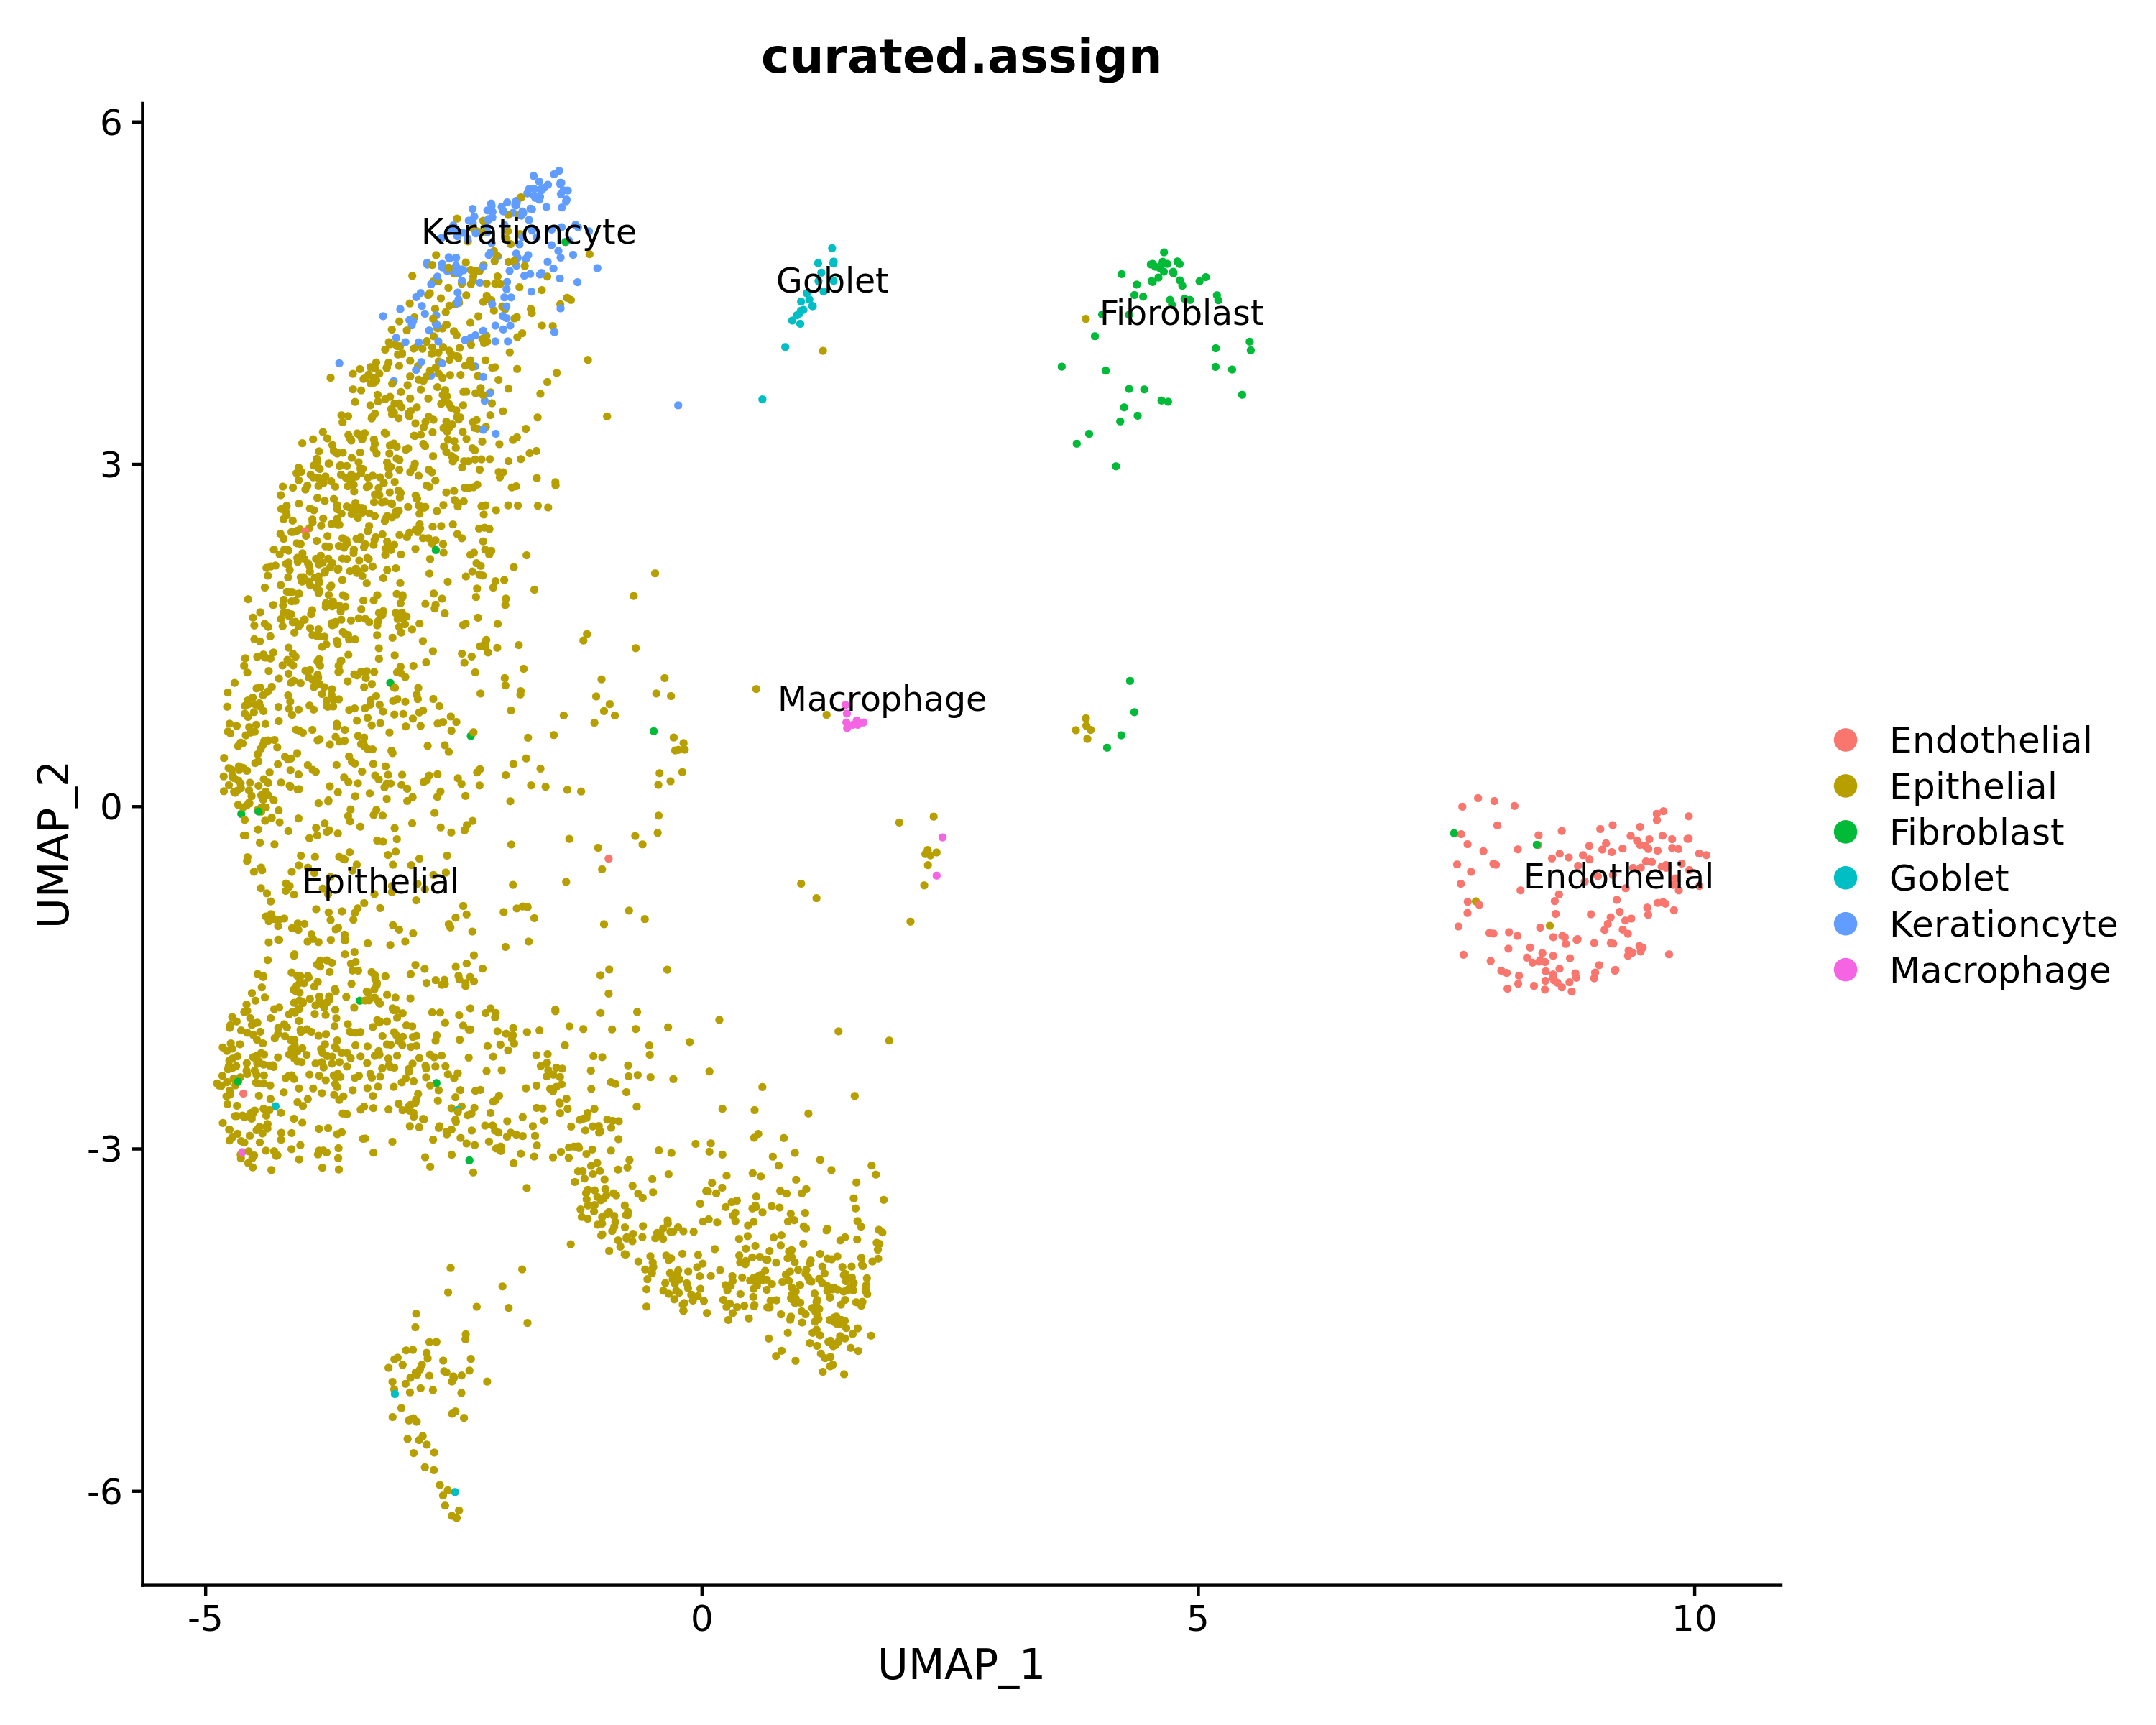 curated.assign
6
3
0
-3
-6
UMAP_2
Kerationcyte
Goblet
Fibroblast
Macrophage
Epithelial
Endothelial
-5
0
5
10
UMAP_1
Endothelial
Epithelial
Fibroblast
Goblet
Kerationcyte
Macrophage